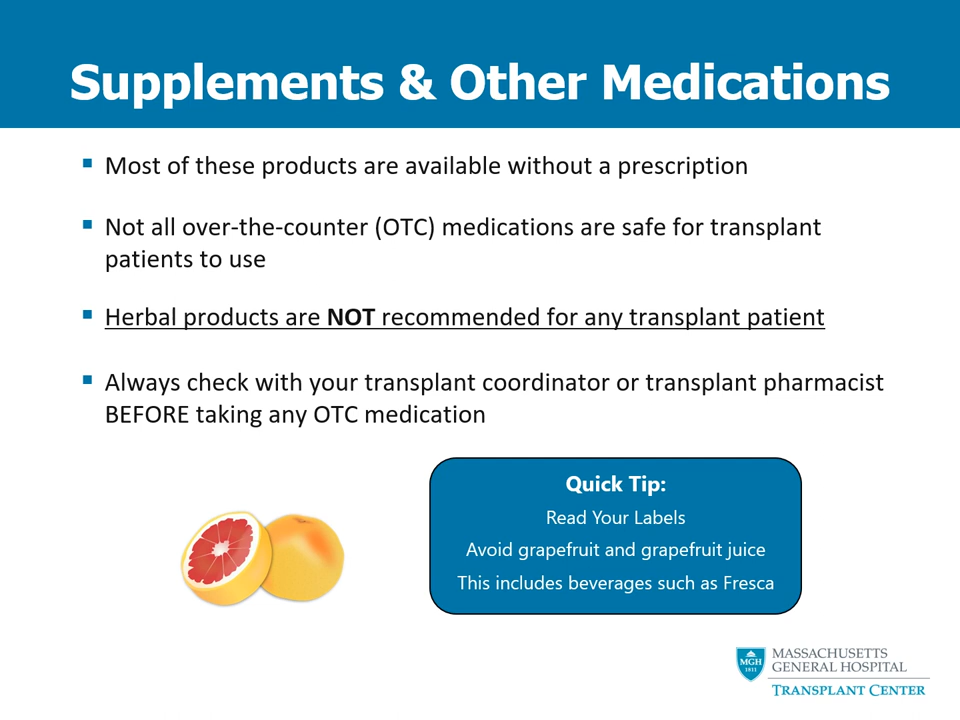 Supplements & Other Medications
Most of these products are available without a prescription
Not all over-the-counter (OTC) medications are safe for transplant
patients to use
Herbal products are NOT recommended for any transplant patient
Always check with your transplant coordinator or transplant pharmacist
BEFORE taking any OTC medication
Quick Tip:
Read Your Labels
Avoid grapefruit and grapefruit juice
This includes beverages such as Fresca
MGH
1811
MASSACHUSETTS
GENERAL HOSPITAL
TRANSPLANT CENTER